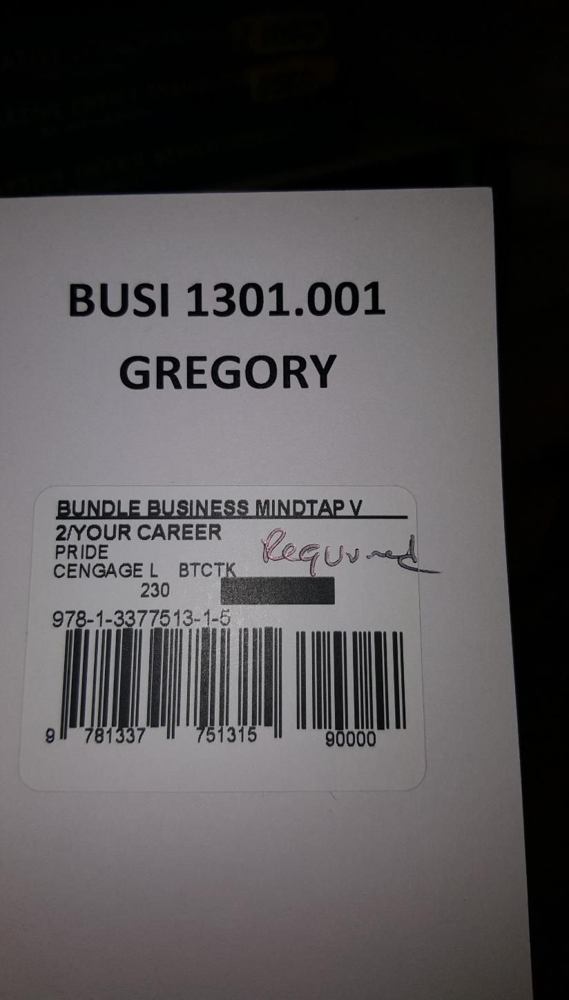 BUSI 1301.001
GREGORY
BUNDLE BUSINESS MINDTAP V
2/YOUR CAREER
PRIDE
Required
CENGAGE L BTCTK
230
978-1-3377513-1-5
9 781337 751315 90000